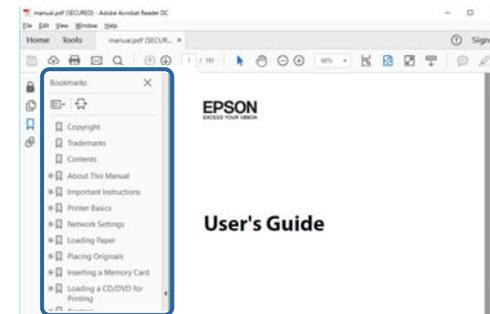 manual.pdf (SECURED) - Adobe Acrobat Reader DC
File Edit View Window Help
Home Tools manual.pdf (SECUR... ×
Sign
1 / 111
Bookmarks
Copyright
Trademarks
Contents
About This Manual
Important Instructions
Printer Basics
Network Settings
Loading Paper
Placing Originals
Inserting a Memory Card
Loading a CD/DVD for
Printing
EPSON
EXCEED YOUR VISION
User's Guide